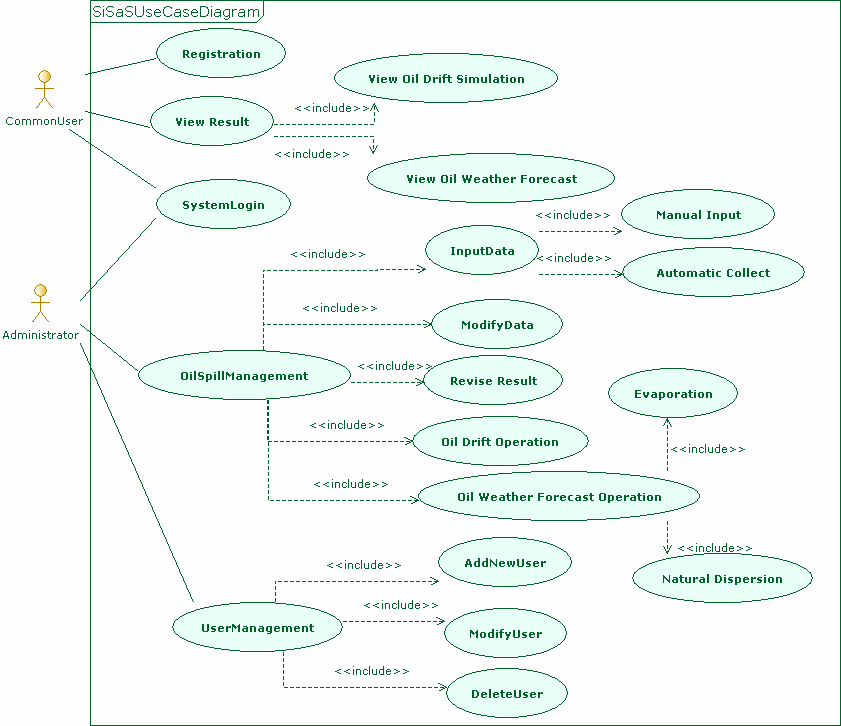 SiSaSUseCaseDiagram
Registration
View Oil Drift Simulation
<<include>>
CommonUser
View Result
<<include>>
View Oil Weather Forecast
SystemLogin
<<include>>
Manual Input
<<include>>
InputData
<<include>>
Automatic Collect
<<include>>
ModifyData
Administrator
<<include>>
OilSpillManagement
Revise Result
Evaporation
<<include>>
Oil Drift Operation
<<include>>
<<include>>
Oil Weather Forecast Operation
<<include>>
<<include>>
AddNewUser
Natural Dispersion
<<include>>
UserManagement
ModifyUser
<<include>>
DeleteUser